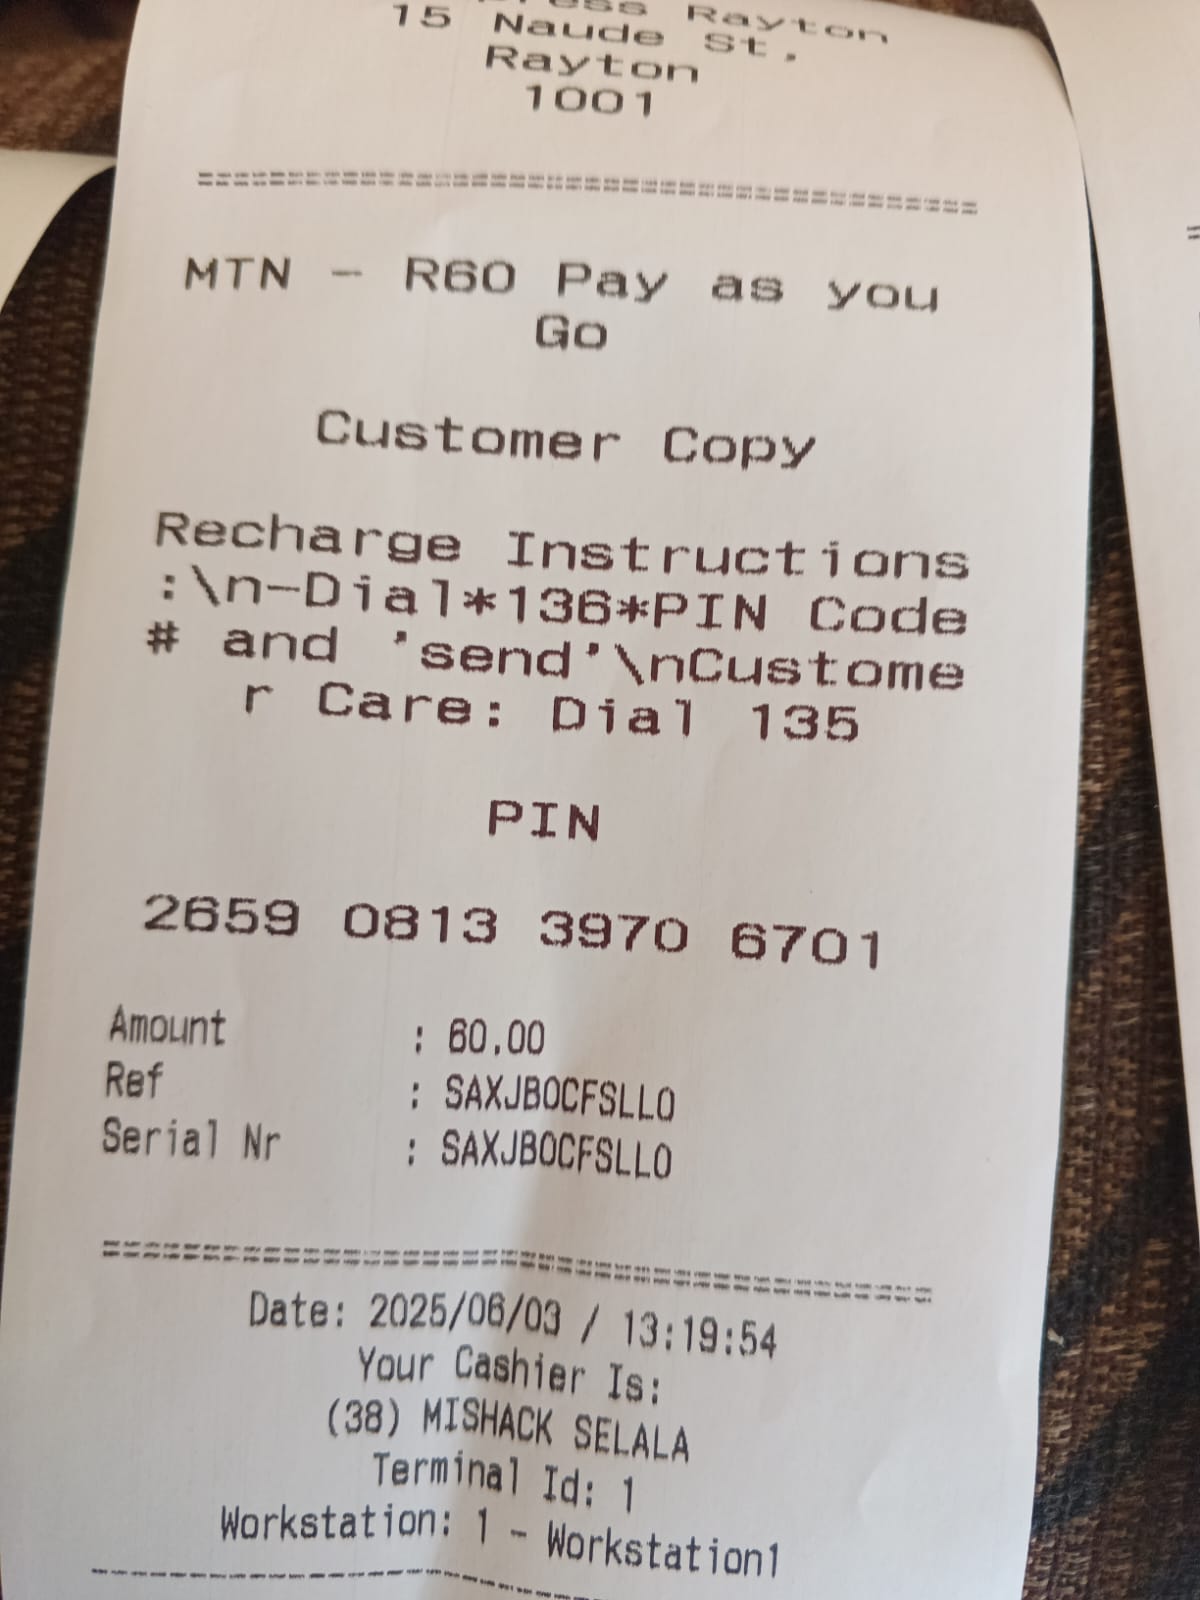 Rayton
15 Naude St,
Rayton
1001
MTN - R60 Pay as you
Go
Customer Copy
Recharge Instructions
:\n-Dial*136*PIN Code
# and 'send'\nCustome
r Care: Dial 135
PIN
2659 0813 3970 6701
Amount : 60.00
Ref : SAXJBOCFSLLO
Serial Nr : SAXJBOCFSLLO
Date: 2025/06/03 / 13:19:54
Your Cashier Is:
(38) MISHACK SELALA
Terminal Id: 1
Workstation: 1 - Workstation1